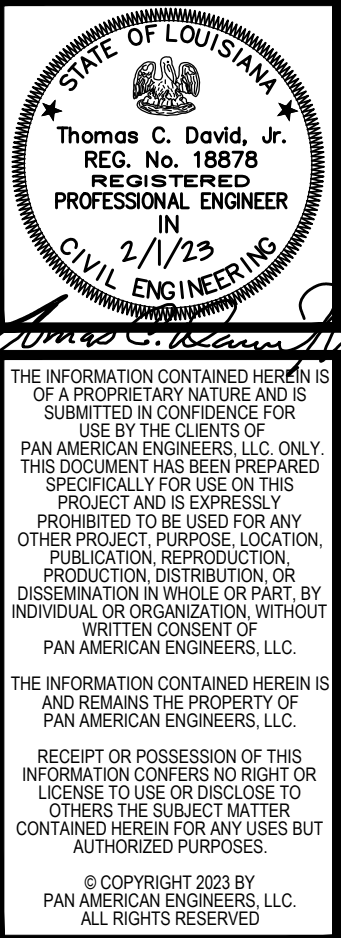 STATE OF LOUISIANA
Thomas C. David, Jr.
REG. No. 18878
REGISTERED
PROFESSIONAL ENGINEER
IN
2/1/23
CIVIL ENGINEERING
THE INFORMATION CONTAINED HEREIN IS
OF A PROPRIETARY NATURE AND IS
SUBMITTED IN CONFIDENCE FOR
USE BY THE CLIENTS OF
PAN AMERICAN ENGINEERS, LLC. ONLY.
THIS DOCUMENT HAS BEEN PREPARED
SPECIFICALLY FOR USE ON THIS
PROJECT AND IS EXPRESSLY
PROHIBITED TO BE USED FOR ANY
OTHER PROJECT, PURPOSE, LOCATION,
PUBLICATION, REPRODUCTION,
PRODUCTION, DISTRIBUTION, OR
DISSEMINATION IN WHOLE OR PART, BY
INDIVIDUAL OR ORGANIZATION, WITHOUT
WRITTEN CONSENT OF
PAN AMERICAN ENGINEERS, LLC.
THE INFORMATION CONTAINED HEREIN IS
AND REMAINS THE PROPERTY OF
PAN AMERICAN ENGINEERS, LLC.
RECEIPT OR POSSESSION OF THIS
INFORMATION CONFERS NO RIGHT OR
LICENSE TO USE OR DISCLOSE TO
OTHERS THE SUBJECT MATTER
CONTAINED HEREIN FOR ANY USES BUT
AUTHORIZED PURPOSES.
© COPYRIGHT 2023 BY
PAN AMERICAN ENGINEERS, LLC.
ALL RIGHTS RESERVED